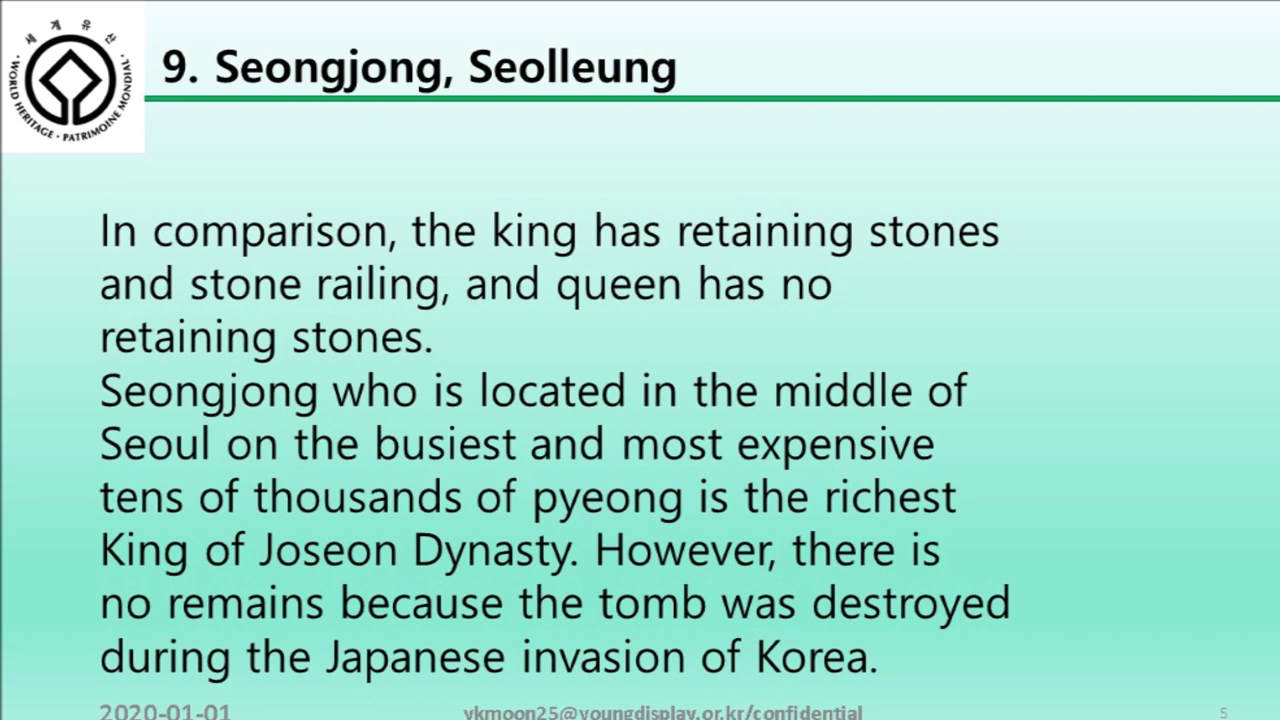 세계유산
WORLD HERITAGE • PATRIMOINE MONDIAL •
9. Seongjong, Seolleung
In comparison, the king has retaining stones
and stone railing, and queen has no
retaining stones.
Seongjong who is located in the middle of
Seoul on the busiest and most expensive
tens of thousands of pyeong is the richest
King of Joseon Dynasty. However, there is
no remains because the tomb was destroyed
during the Japanese invasion of Korea.
2020-01-01
ykmoon25@youngdisplay.or.kr/confidential
5